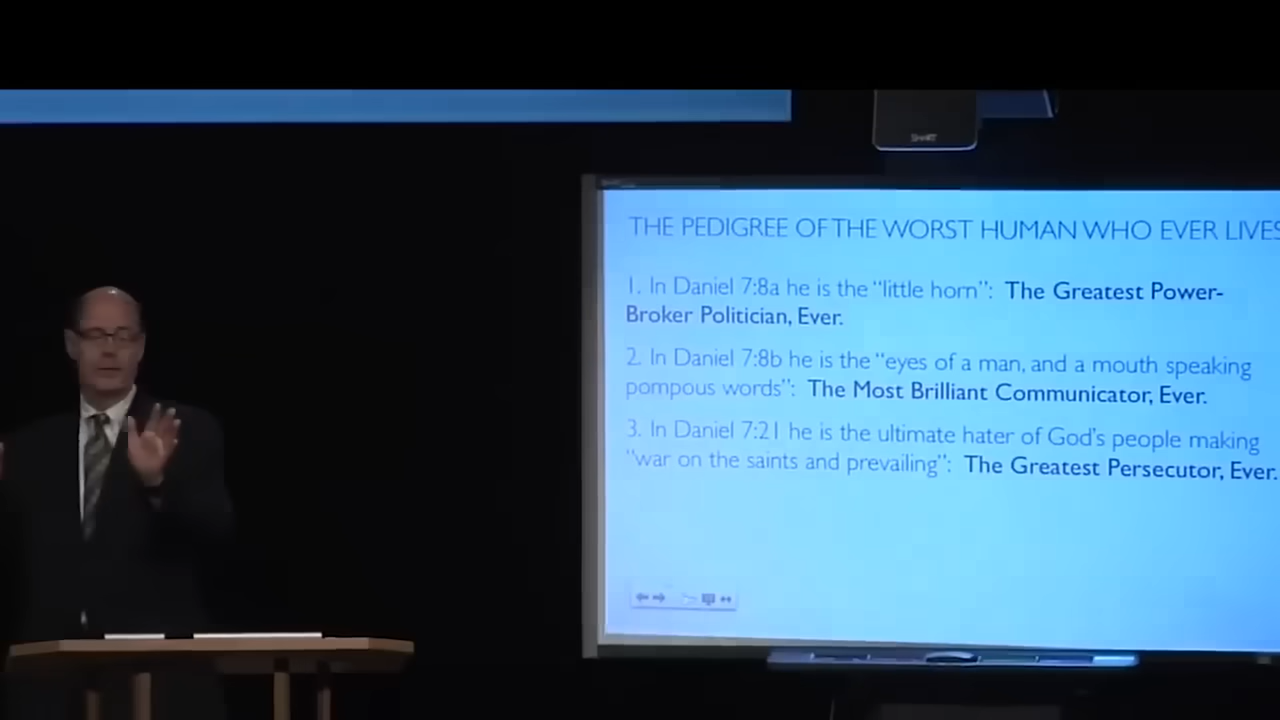 SMART
THE PEDIGREE OF THE WORST HUMAN WHO EVER LIVES
1. In Daniel 7:8a he is the “little horn”: The Greatest Power-
Broker Politician, Ever.
2. In Daniel 7:8b he is the “eyes of a man, and a mouth speaking
pompous words”: The Most Brilliant Communicator, Ever.
3. In Daniel 7:21 he is the ultimate hater of God's people making
“war on the saints and prevailing”: The Greatest Persecutor, Ever.